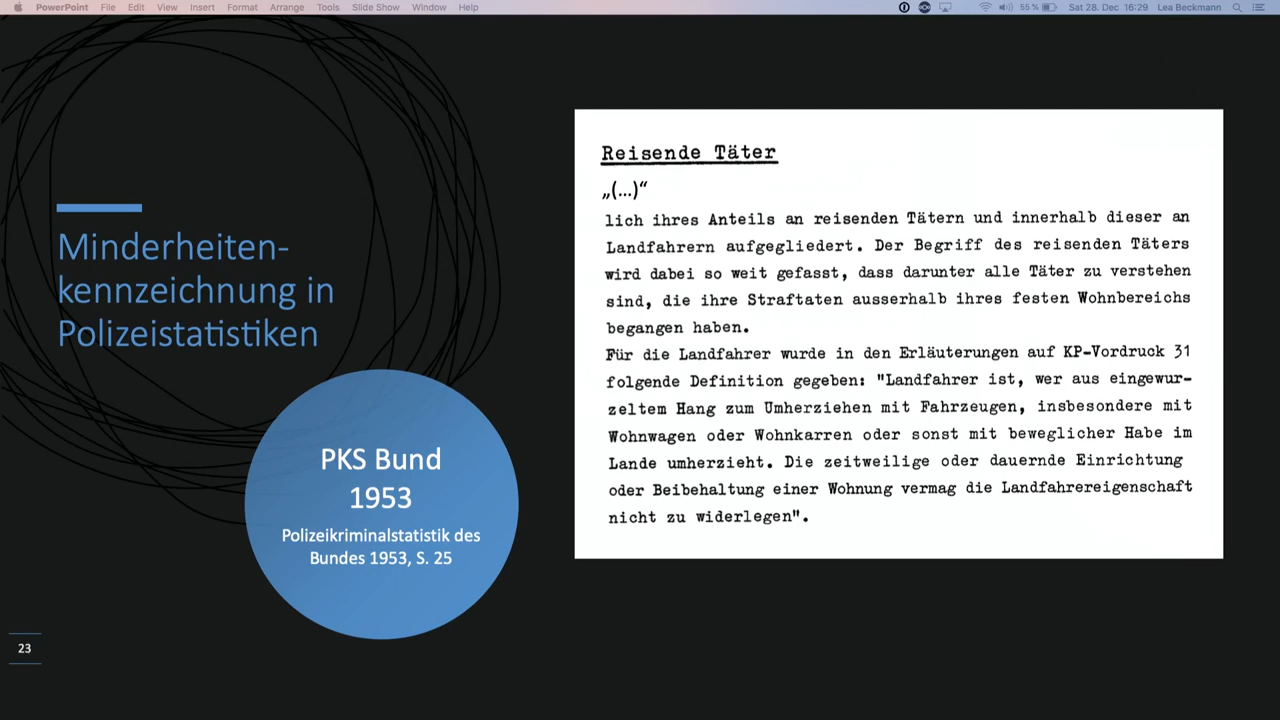 PowerPoint File Edit View Insert Format Arrange Tools Slide Show Window Help
55 % Sat 28. Dec 16:29 Lea Beckmann
Minderheiten-
kennzeichnung in
Polizeistatistiken
PKS Bund
1953
Polizeikriminalstatistik des
Bundes 1953, S. 25
23
Reisende Täter
„(...)“
lich ihres Anteils an reisenden Tätern und innerhalb dieser an
Landfahrern aufgegliedert. Der Begriff des reisenden Täters
wird dabei so weit gefasst, dass darunter alle Täter zu verstehen
sind, die ihre Straftaten ausserhalb ihres festen Wohnbereichs
begangen haben.
Für die Landfahrer wurde in den Erläuterungen auf KP-Vordruck 31
folgende Definition gegeben: "Landfahrer ist, wer aus eingewur-
zeltem Hang zum Umherziehen mit Fahrzeugen, insbesondere mit
Wohnwagen oder Wohnkarren oder sonst mit beweglicher Habe im
Lande umherzieht. Die zeitweilige oder dauernde Einrichtung
oder Beibehaltung einer Wohnung vermag die Landfahrereigenschaft
nicht zu widerlegen".